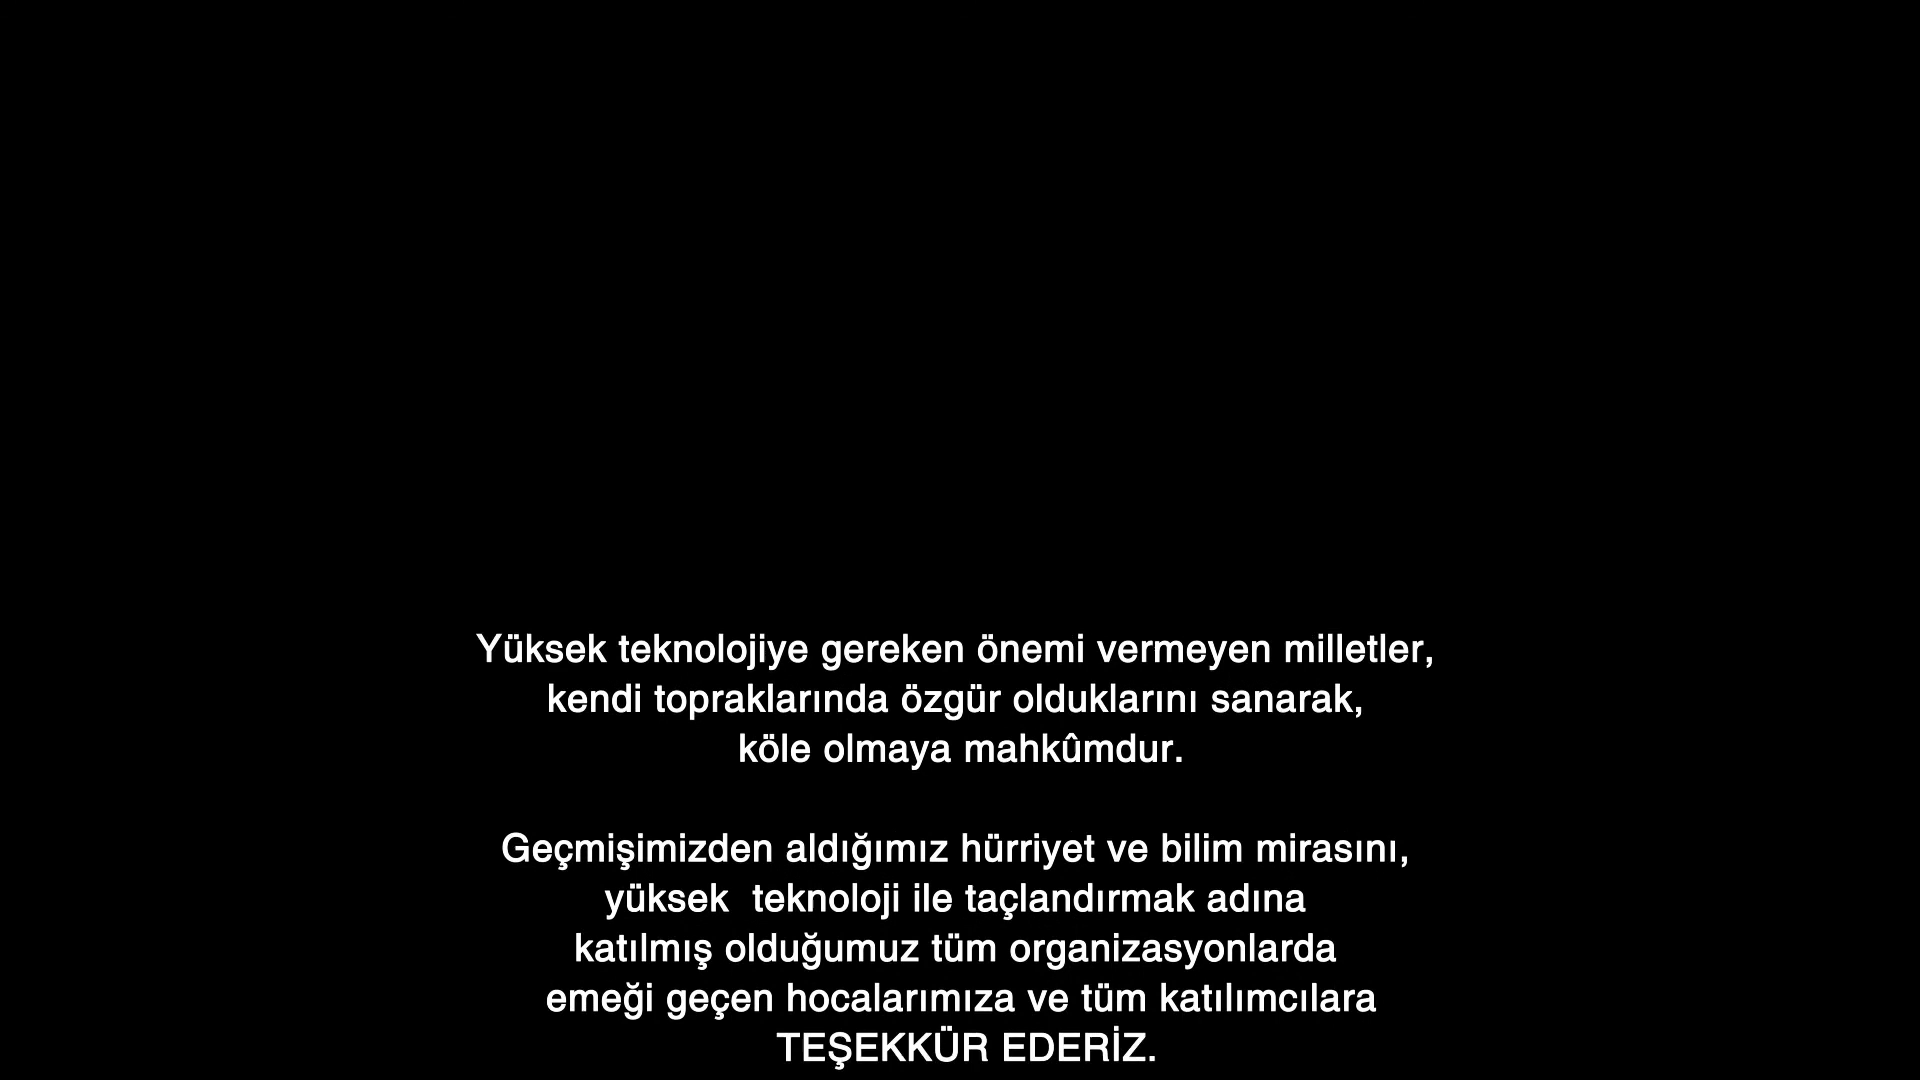 Yüksek teknolojiye gereken önemi vermeyen milletler,
kendi topraklarında özgür olduklarını sanarak,
köle olmaya mahkûmdur.
Geçmişimizden aldığımız hürriyet ve bilim mirasını,
yüksek  teknoloji ile taçlandırmak adına
katılmış olduğumuz tüm organizasyonlarda
emeği geçen hocalarımıza ve tüm katılımcılara
TEŞEKKÜR EDERİZ.